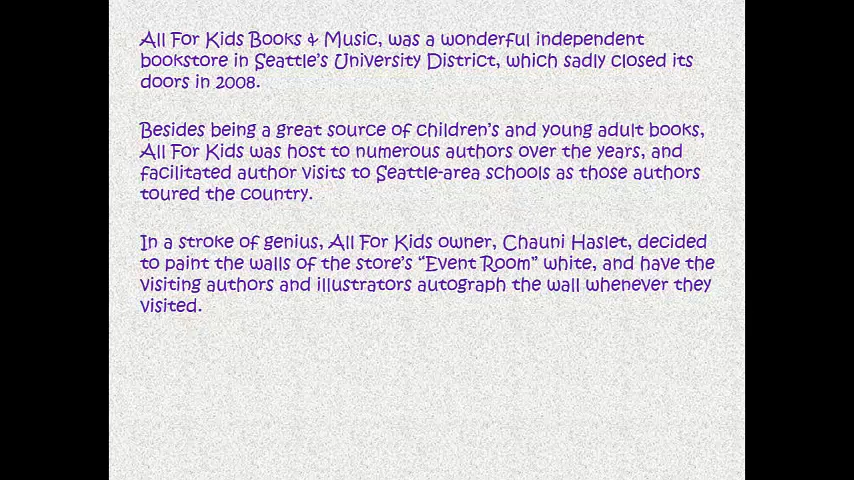 All For Kids Books & Music, was a wonderful independent
bookstore in Seattle's University District, which sadly closed its
doors in 2008.
Besides being a great source of children's and young adult books,
All For Kids was host to numerous authors over the years, and
facilitated author visits to Seattle-area schools as those authors
toured the country.
In a stroke of genius, All For Kids owner, Chauni Haslet, decided
to paint the walls of the store's “Event Room” white, and have the
visiting authors and illustrators autograph the wall whenever they
visited.